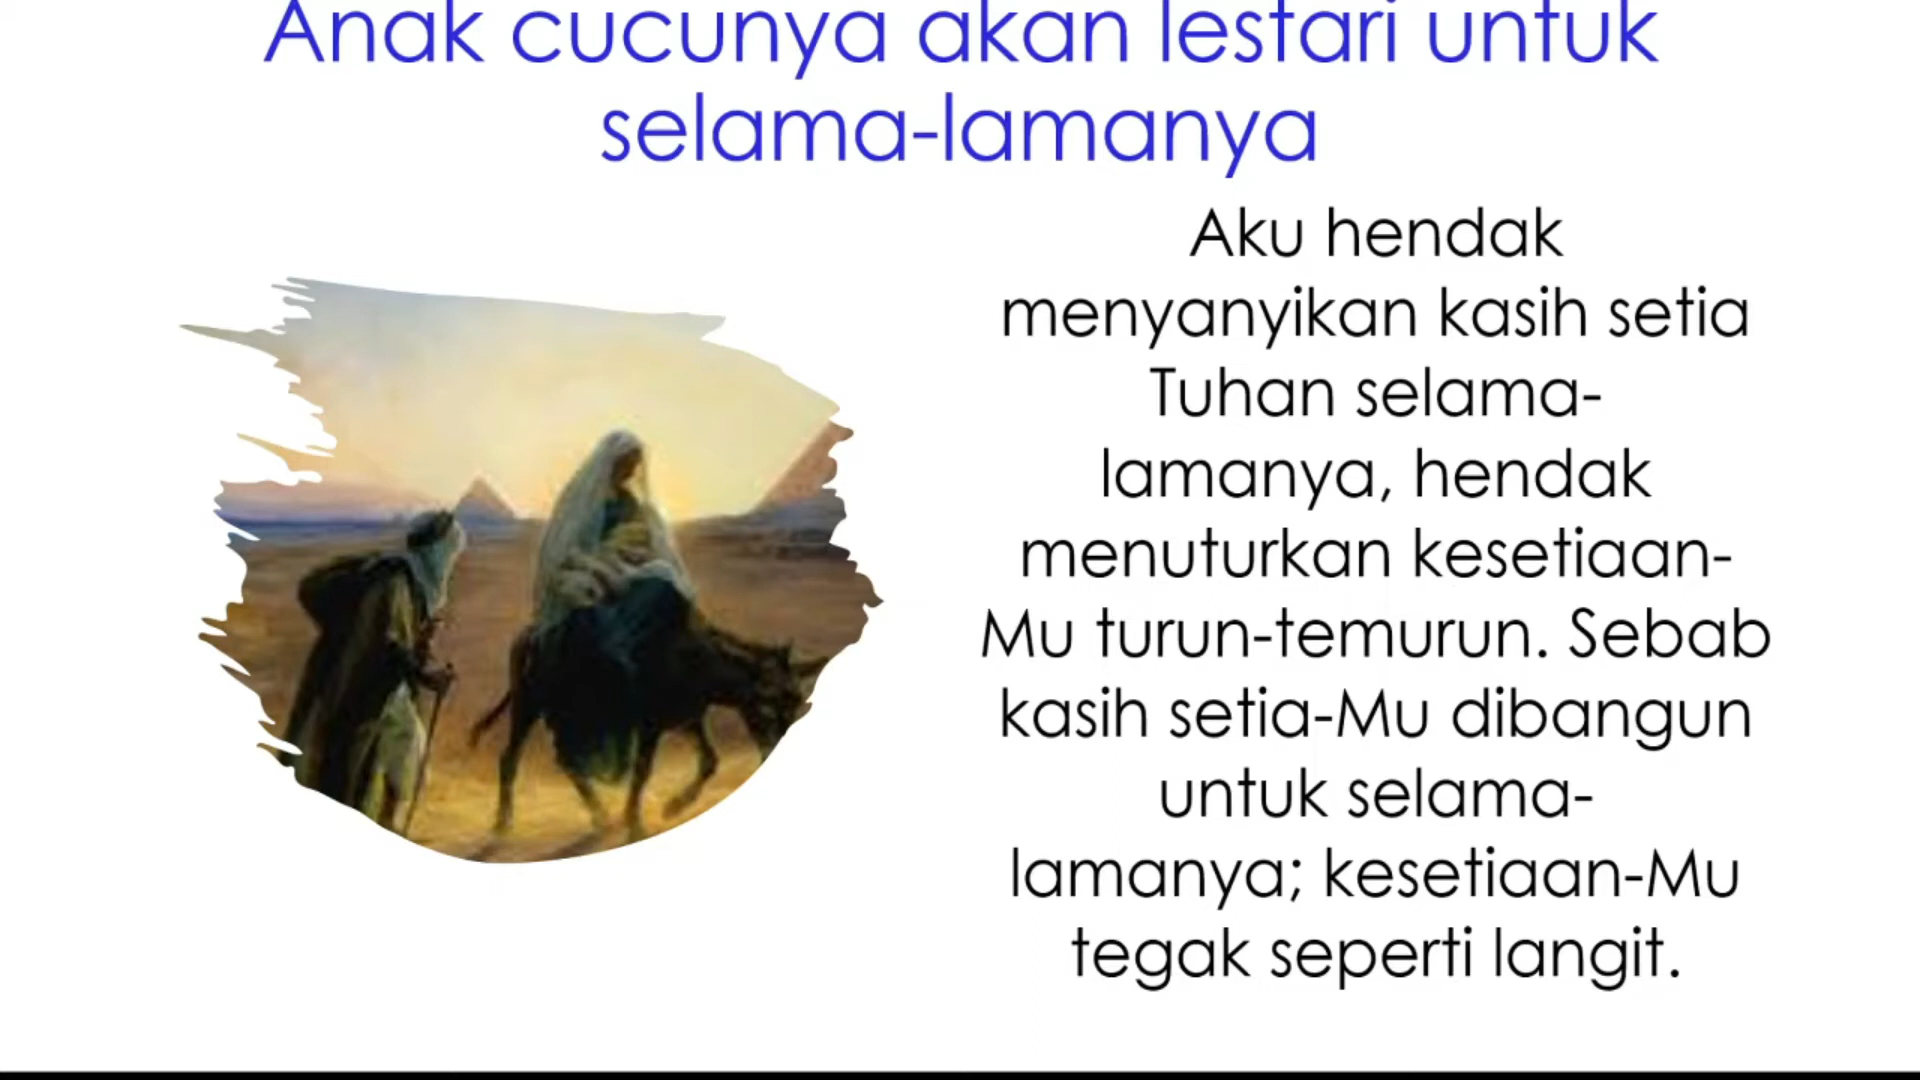 Anak cucunya akan lestari untuk
selama-lamanya
Aku hendak
menyanyikan kasih setia
Tuhan selama-
lamanya, hendak
menuturkan kesetiaan-
Mu turun-temurun. Sebab
kasih setia-Mu dibangun
untuk selama-
lamanya; kesetiaan-Mu
tegak seperti langit.